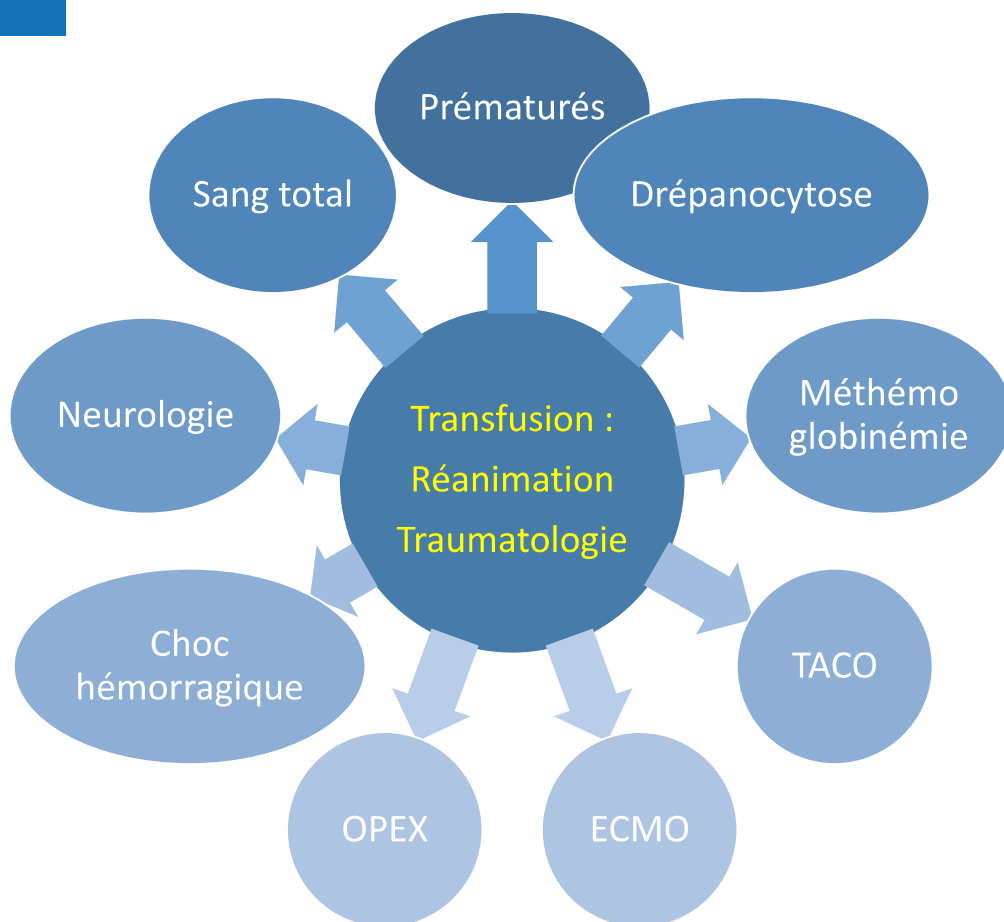 Prématurés
Sang total
Drépanocytose
Neurologie
Méthémo
globinémie
Transfusion :
Réanimation
Traumatologie
Choc
hémorragique
TACO
OPEX
ECMO